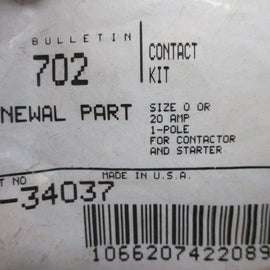 BULLETIN
702
CONTACT
KIT
NEWAL PART
SIZE 0 OR
20 AMP
1-POLE
FOR CONTACTOR
AND STARTER
T NO
MADE IN U.S.A.
-34037
1066207422089